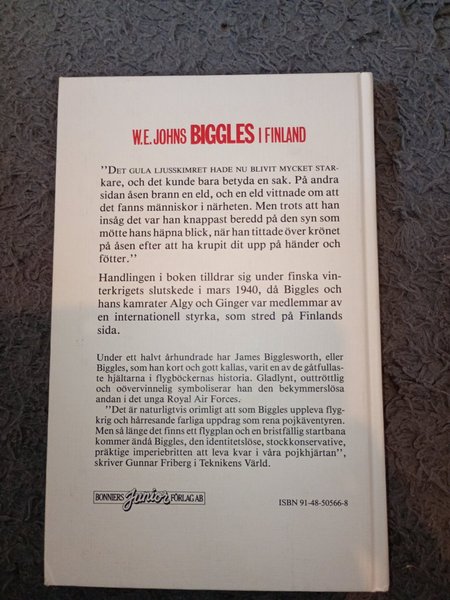 W.E. JOHNS BIGGLES I FINLAND
"DET GULA LJUSSKIMRET HADE NU BLIVIT MYCKET STAR-
kare, och det kunde bara betyda en sak. På andra
sidan åsen brann en eld, och en eld vittnade om att
det fanns människor i närheten. Men trots att han
insåg det var han knappast beredd på den syn som
mötte hans häpna blick, när han tittade över krönet
på åsen efter att ha krupit dit upp på händer och
fötter."
Handlingen i boken tilldrar sig under finska vin-
terkrigets slutskede i mars 1940, då Biggles och
hans kamrater Algy och Ginger var medlemmar av
en internationell styrka, som stred på Finlands
sida.
Under ett halvt århundrade har James Bigglesworth, eller
Biggles, som han kort och gott kallas, varit en av de gåtfullas-
te hjältarna i flygböckernas historia. Gladlynt, outtröttlig
och oövervinnelig symboliserar han den bekymmerslösa
andan i det unga Royal Air Forces.
"Det är naturligtvis orimligt att som Biggles uppleva flyg-
krig och hårresande farliga uppdrag som rena pojkäventyren.
Men så länge det finns ett flygplan och en bristfällig startbana
kommer ändå Biggles, den identitetslöse, stockkonservative,
präktige imperiebritten att leva kvar i våra pojkhjärtan",
skriver Gunnar Friberg i Teknikens Värld.
BONNIERS Junior FÖRLAG AB
ISBN 91-48-50566-8